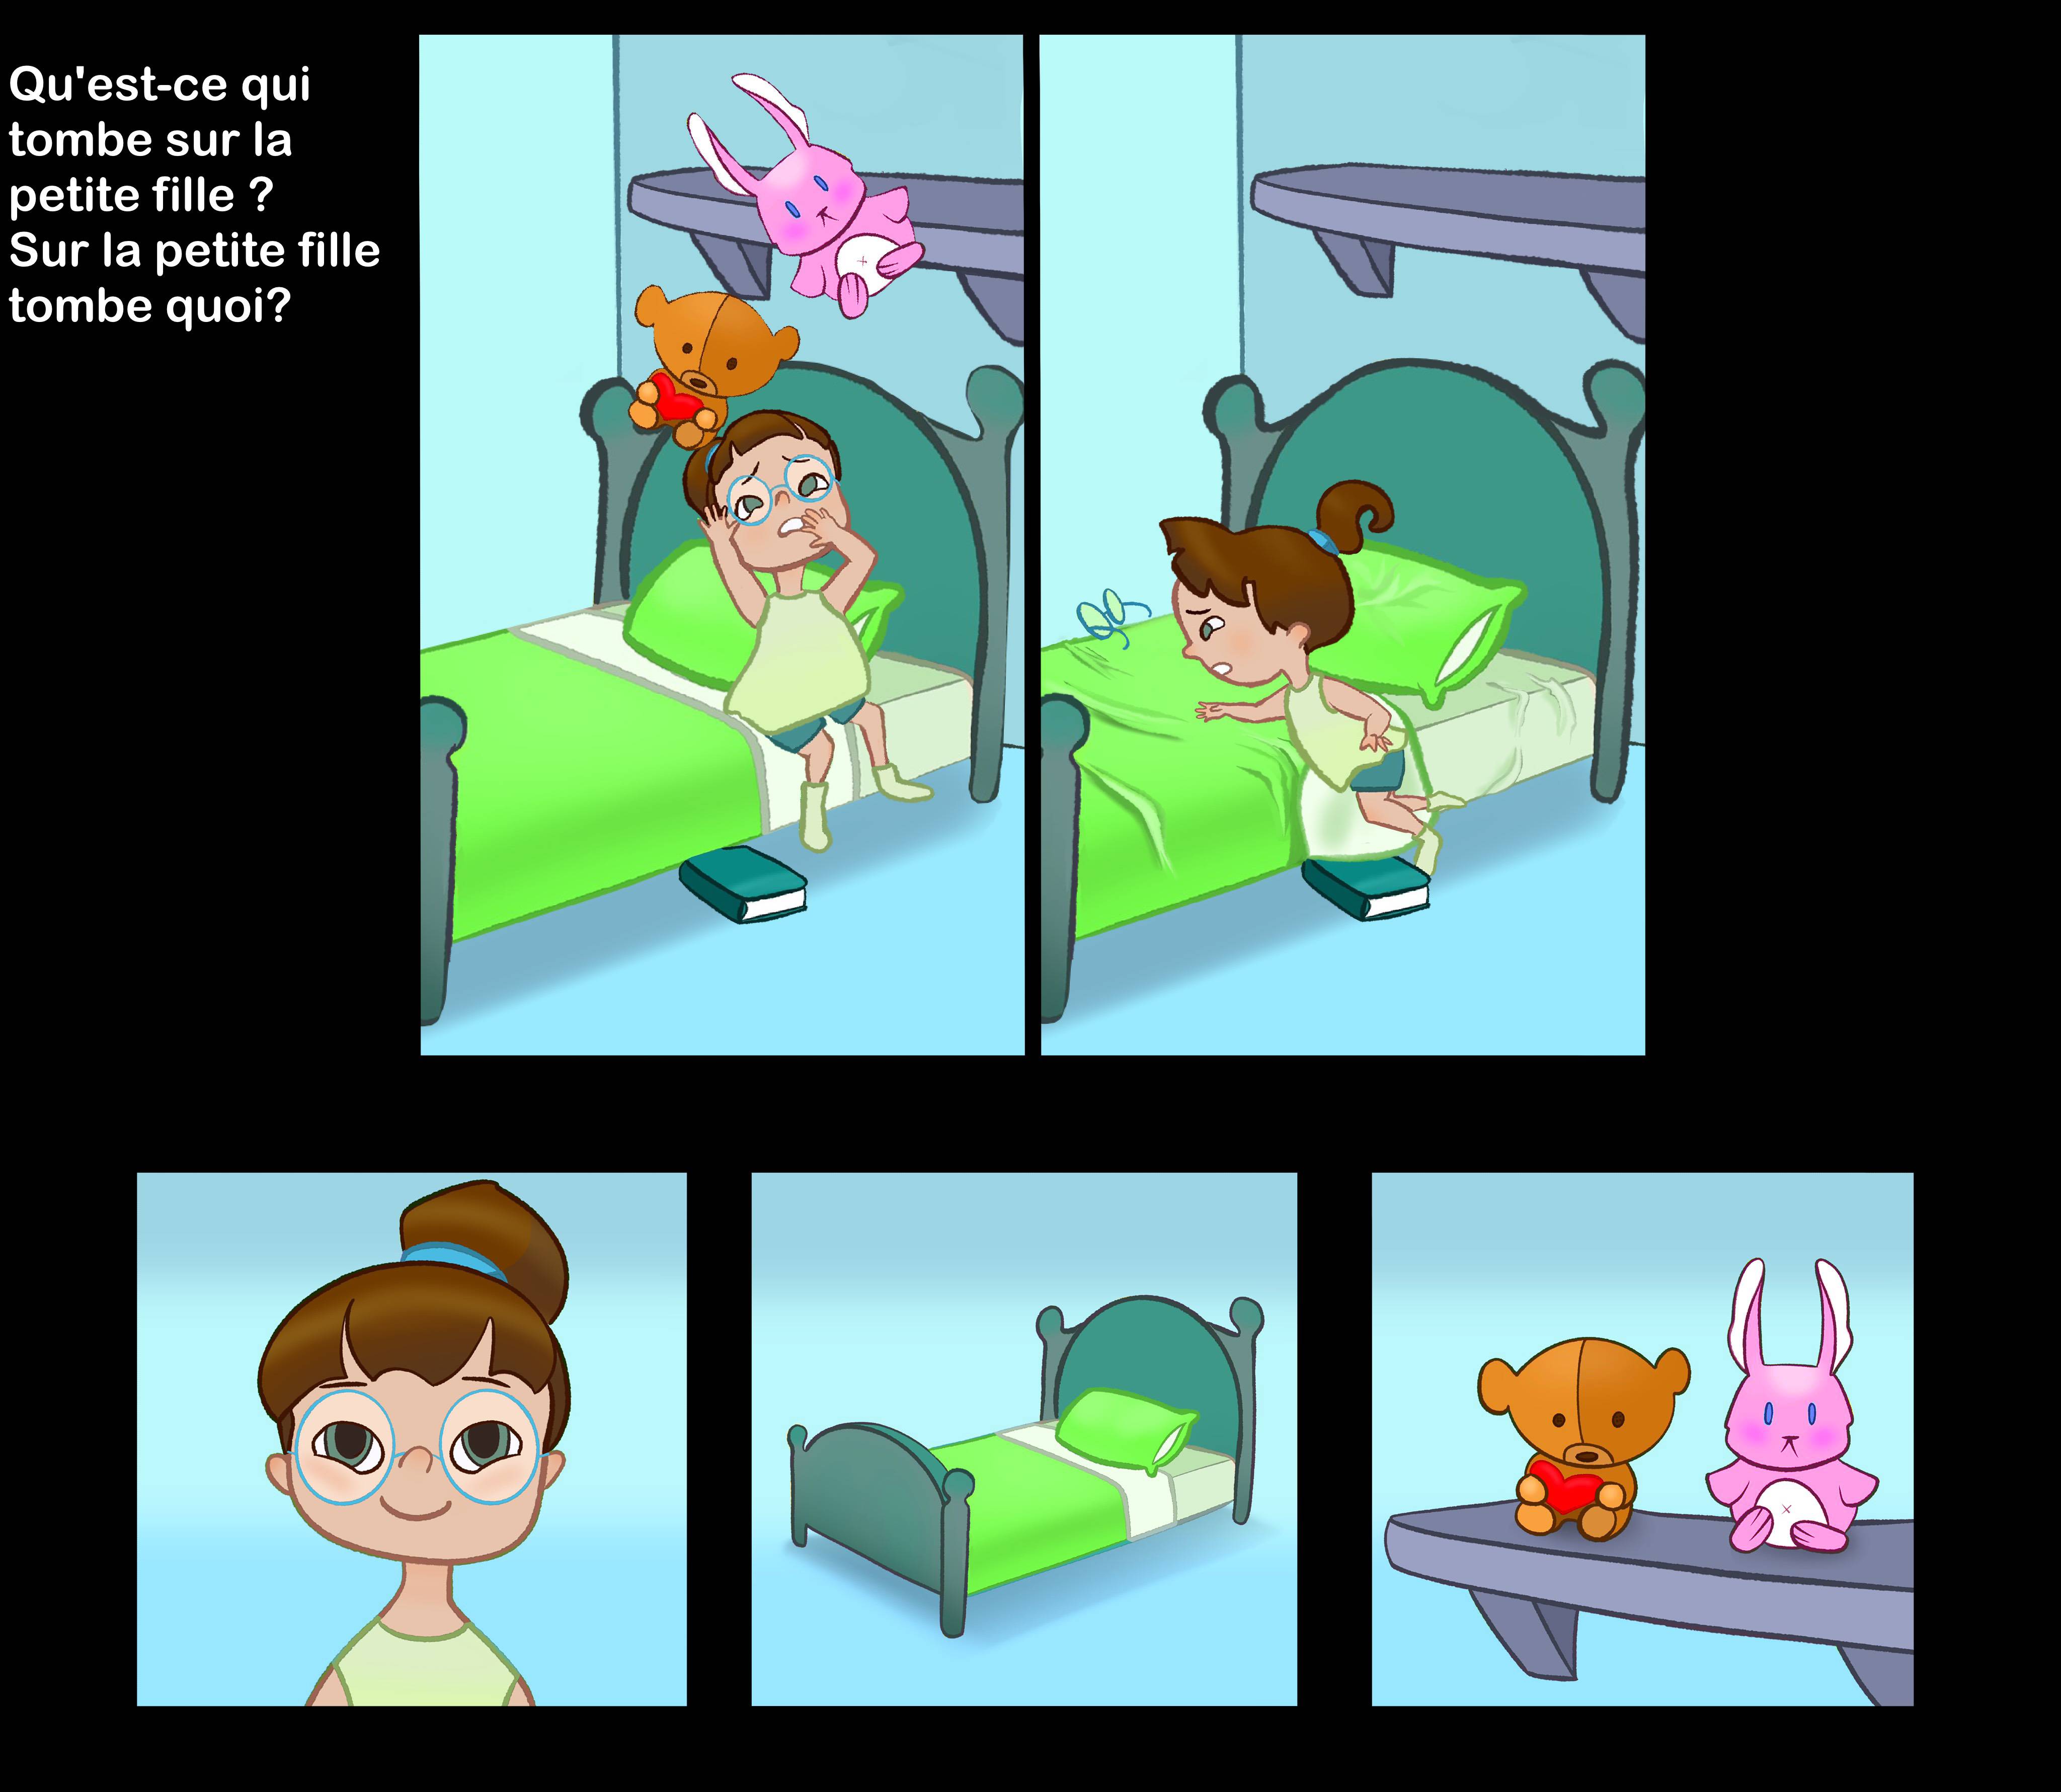 Qu'est-ce qui
tombe sur la
petite fille ?
Sur la petite fille
tombe quoi?